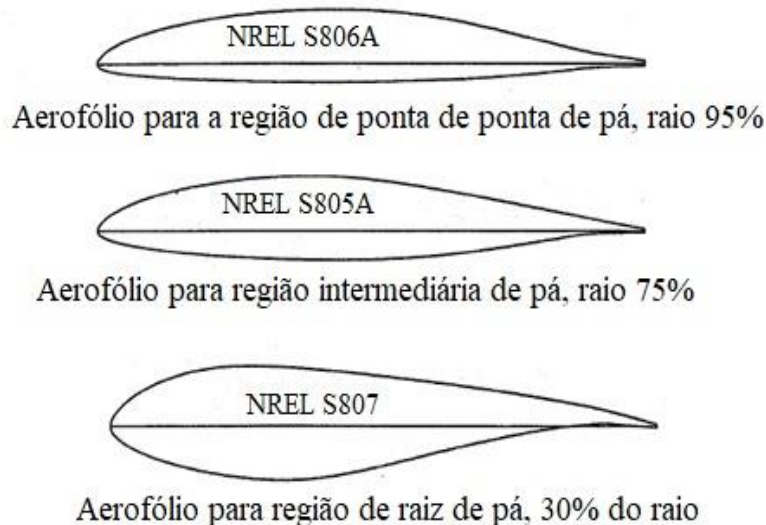 NREL S806A
Aerofólio para a região de ponta de ponta de pá, raio 95%
NREL S805A
Aerofólio para região intermediária de pá, raio 75%
NREL S807
Aerofólio para região de raiz de pá, 30% do raio